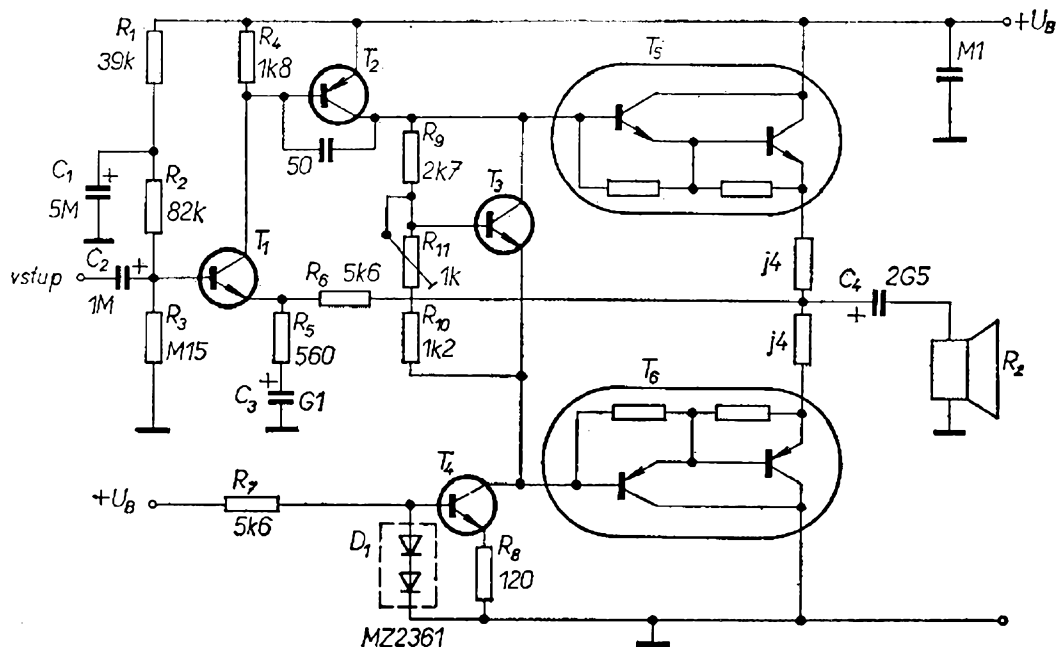 R1
39k
R4
1k8
T2
T5
+UB
M1
C1
+
5M
R2
82k
50
R9
2k7
T3
C2
+
vstup
1M
T1
R6
5k6
R11
1k
j4
C4
2G5
+
R3
M15
R5
560
R10
1k2
j4
C3
+
G1
T6
Rz
+UB
R7
5k6
T4
D1
R8
120
MZ2361